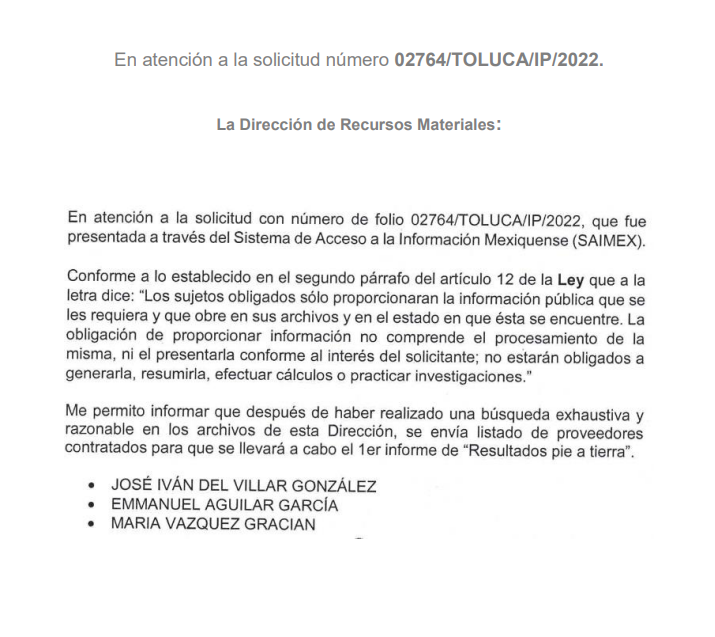 En atención a la solicitud número 02764/TOLUCA/IP/2022.
La Dirección de Recursos Materiales:
En atención a la solicitud con número de folio 02764/TOLUCA/IP/2022, que fue
presentada a través del Sistema de Acceso a la Información Mexiquense (SAIMEX).
Conforme a lo establecido en el segundo párrafo del artículo 12 de la Ley que a la
letra dice: “Los sujetos obligados sólo proporcionaran la información pública que se
les requiera y que obre en sus archivos y en el estado en que ésta se encuentre. La
obligación de proporcionar información no comprende el procesamiento de la
misma, ni el presentarla conforme al interés del solicitante; no estarán obligados a
generarla, resumirla, efectuar cálculos o practicar investigaciones.”
Me permito informar que después de haber realizado una búsqueda exhaustiva y
razonable en los archivos de esta Dirección, se envía listado de proveedores
contratados para que se llevará a cabo el 1er informe de “Resultados pie a tierra”.
• JOSÉ IVÁN DEL VILLAR GONZÁLEZ
• EMMANUEL AGUILAR GARCÍA
• MARIA VAZQUEZ GRACIAN